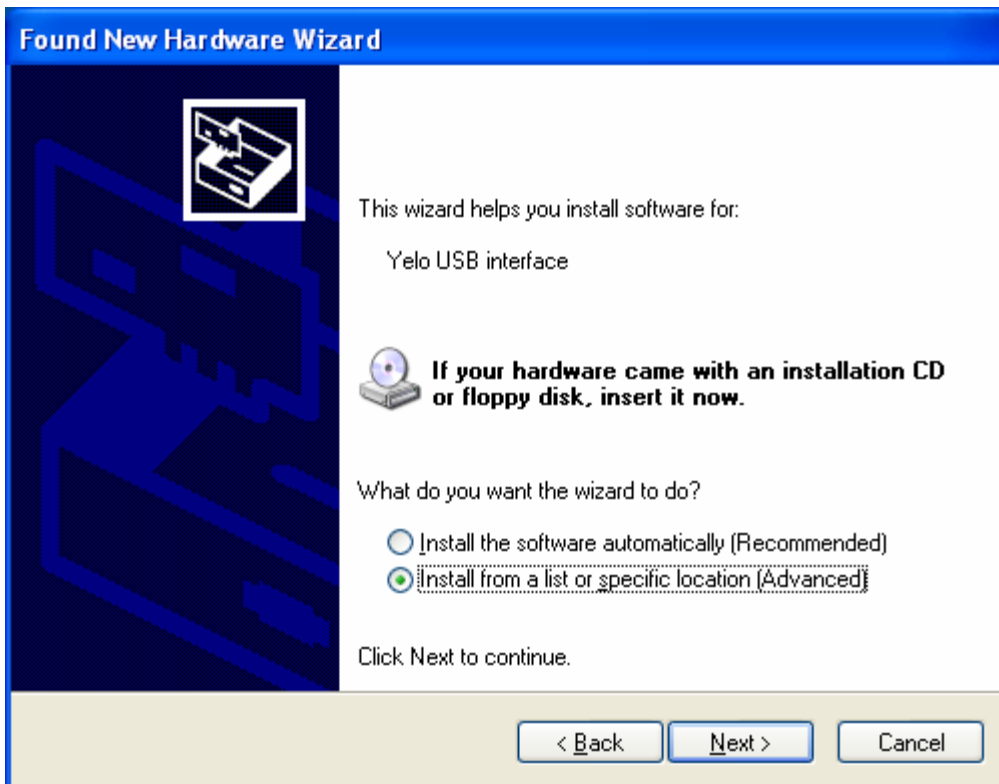 Found New Hardware Wizard
This wizard helps you install software for:
Yelo USB interface
If your hardware came with an installation CD
or floppy disk, insert it now.
What do you want the wizard to do?
Install the software automatically (Recommended)
Install from a list or specific location (Advanced)
Click Next to continue.
< Back
Next >
Cancel